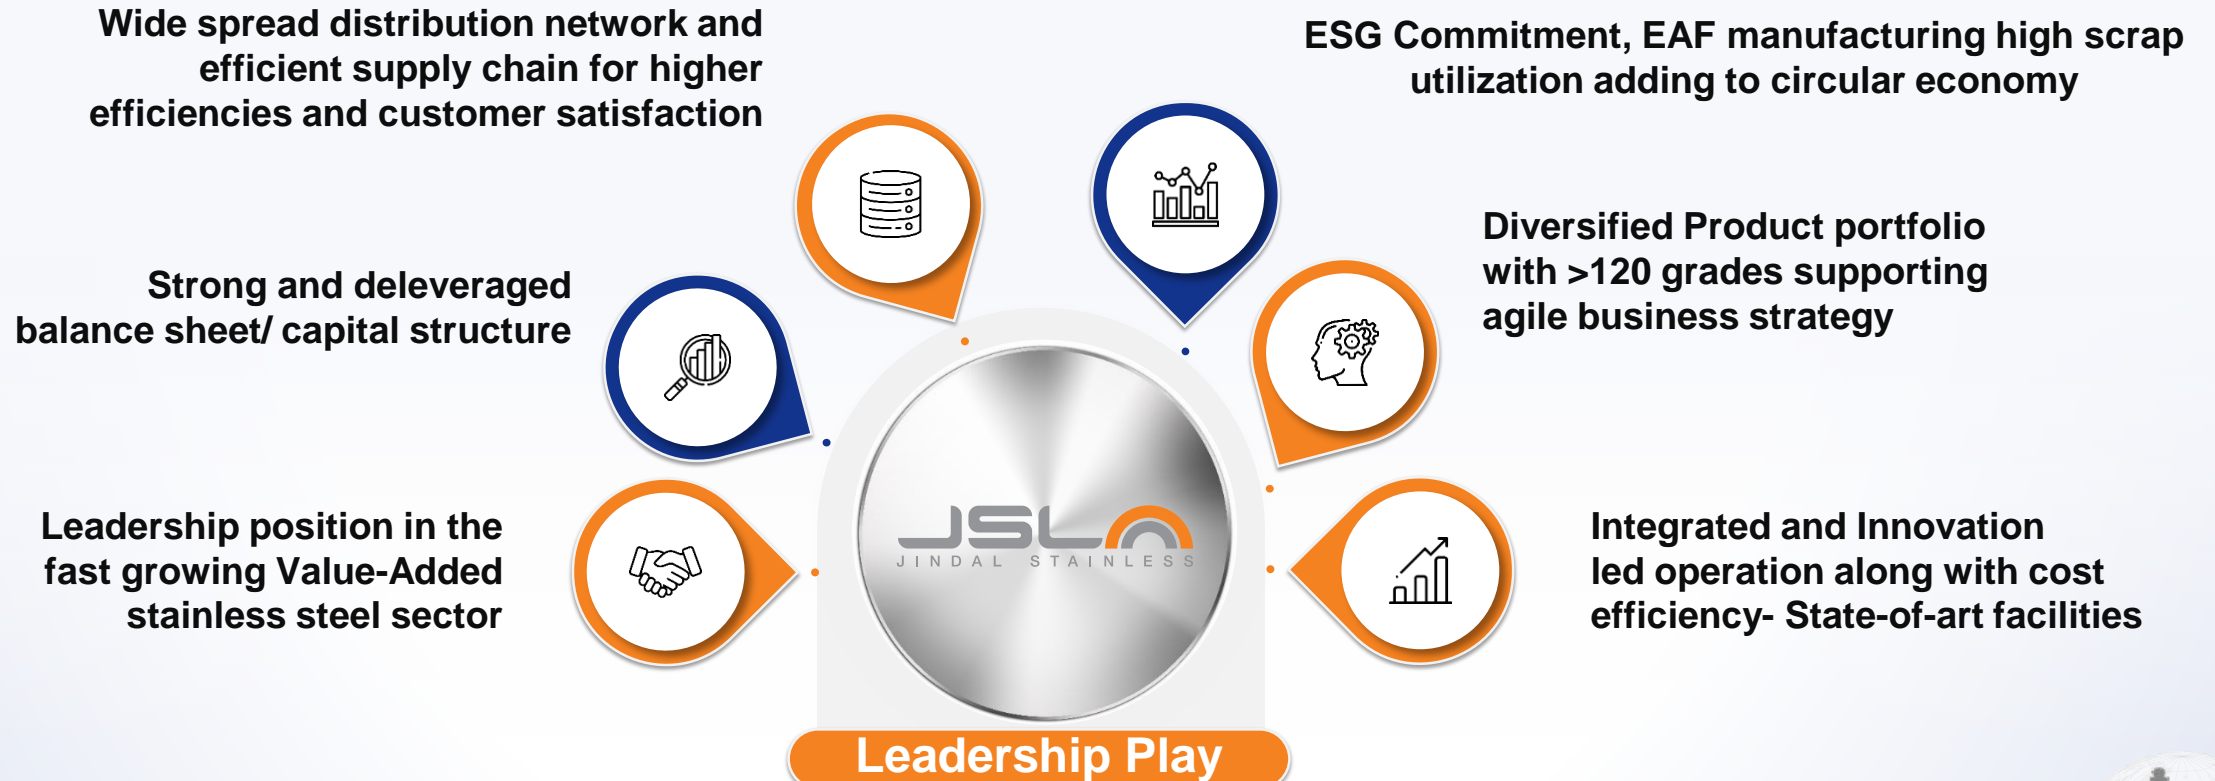 Wide spread distribution network and
efficient supply chain for higher
efficiencies and customer satisfaction
ESG Commitment, EAF manufacturing high scrap
utilization adding to circular economy
Strong and deleveraged
balance sheet/ capital structure
Diversified Product portfolio
with >120 grades supporting
agile business strategy
Leadership position in the
fast growing Value-Added
stainless steel sector
JSL
JINDAL STAINLESS
Integrated and Innovation
led operation along with cost
efficiency- State-of-art facilities
Leadership Play